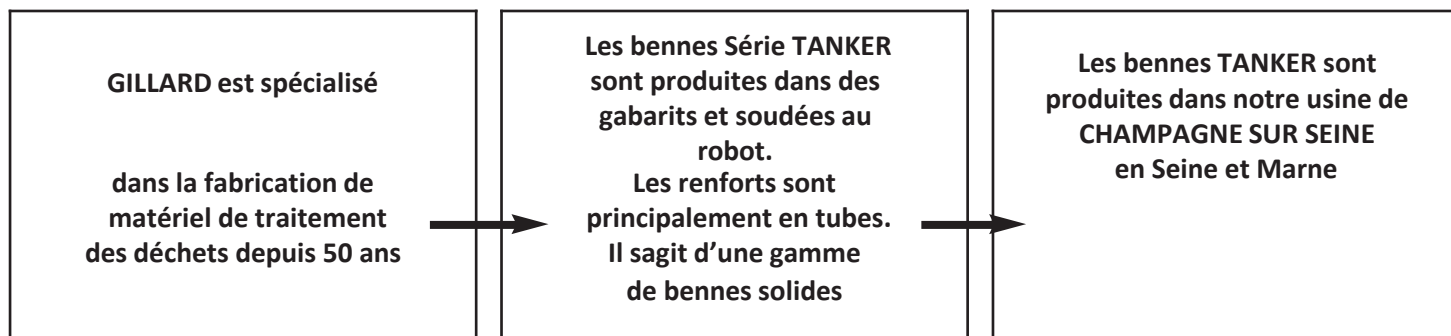 GILLARD est spécialisé
dans la fabrication de
matériel de traitement
des déchets depuis 50 ans
Les bennes Série TANKER
sont produites dans des
gabarits et soudées au
robot.
Les renforts sont
principalement en tubes.
Il sagit d’une gamme
de bennes solides
Les bennes TANKER sont
produites dans notre usine de
CHAMPAGNE SUR SEINE
en Seine et Marne